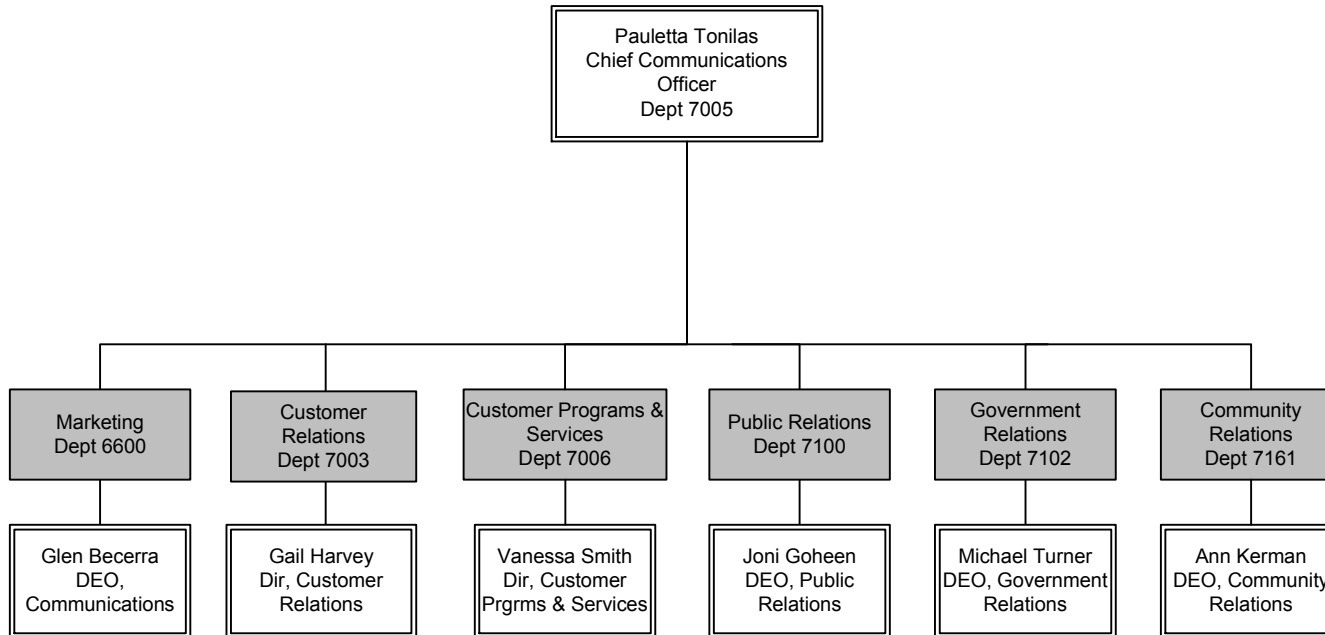 Pauletta Tonilas
Chief Communications
Officer
Dept 7005
Marketing
Dept 6600
Customer
Relations
Dept 7003
Customer Programs &
Services
Dept 7006
Public Relations
Dept 7100
Government
Relations
Dept 7102
Community
Relations
Dept 7161
Glen Becerra
DEO,
Communications
Gail Harvey
Dir, Customer
Relations
Vanessa Smith
Dir, Customer
Prgrms & Services
Joni Goheen
DEO, Public
Relations
Michael Turner
DEO, Government
Relations
Ann Kerman
DEO, Community
Relations